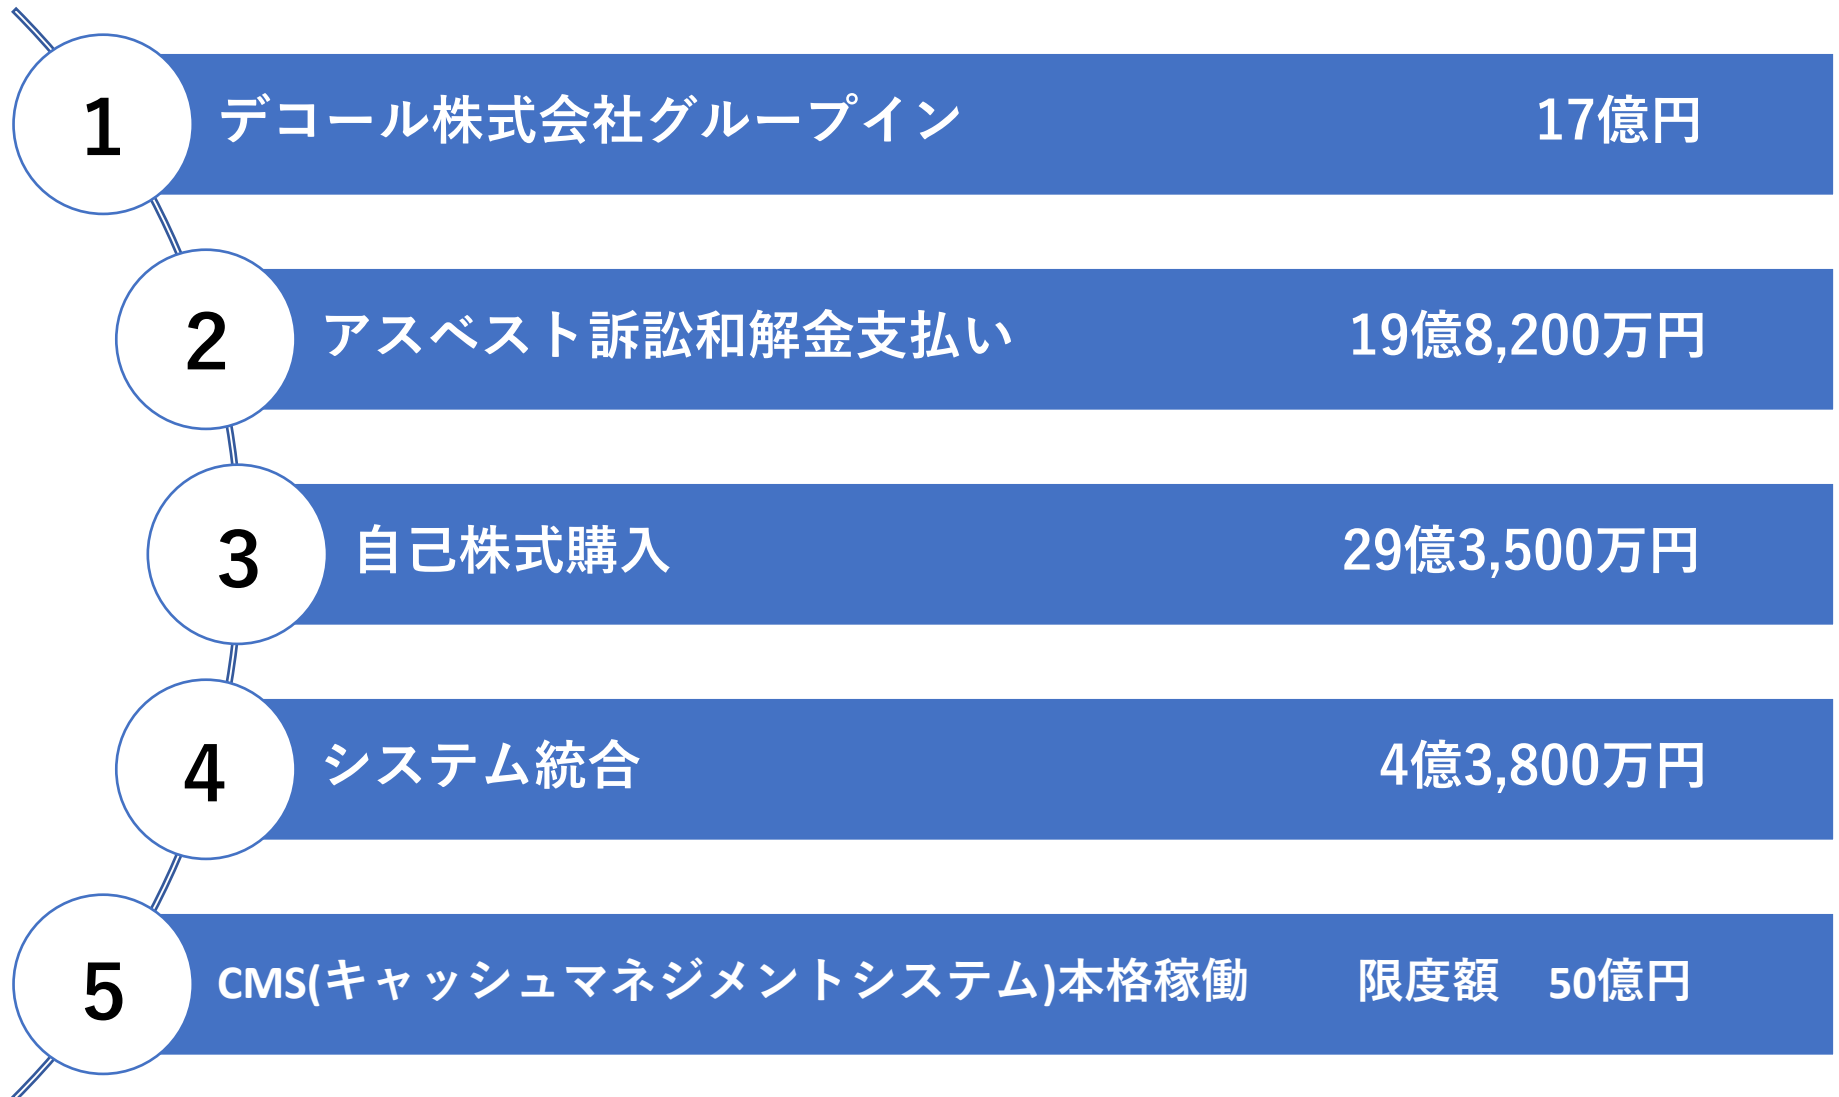 1 デコール株式会社グループイン 17億円
2 アスベスト訴訟和解金支払い 19億8,200万円
3 自己株式購入 29億3,500万円
4 システム統合 4億3,800万円
5 CMS(キャッシュマネジメントシステム)本格稼働 限度額 50億円